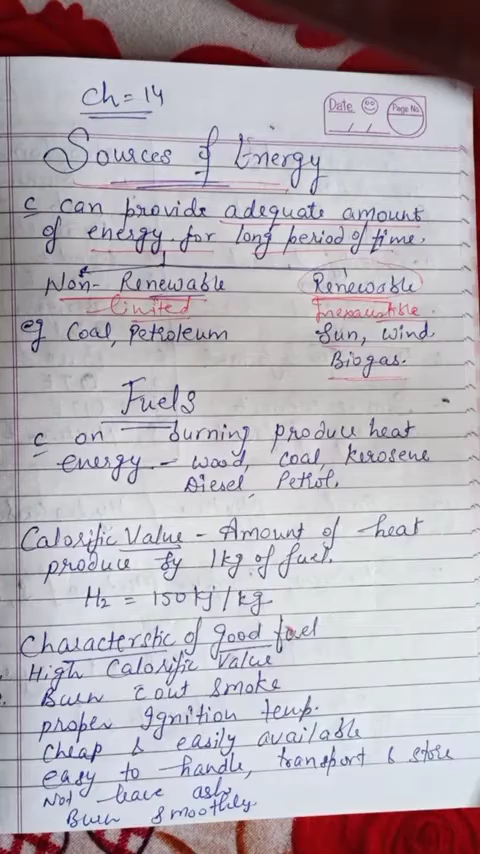 Ch = 14
Date
Page No.
Sources of Energy
c can provide adequate amount
of energy for long period of time.
Non-Renewable Renewable
limited Inexaustible.
eg Coal, Petroleum Sun, wind,
Biogas.
Fuels
c on burning produce heat
energy - wood, coal, kerosene
Diesel, Petrol.
Calorific Value - Amount of heat
produce by 1kg of fuel.
H2 = 150 kj/kg
Characterstic of good fuel
High Calorific Value
Burn c out smoke
proper Ignition temp.
cheap & easily available
easy to handle, transport & store
Not leave ash
Burn smoothly.